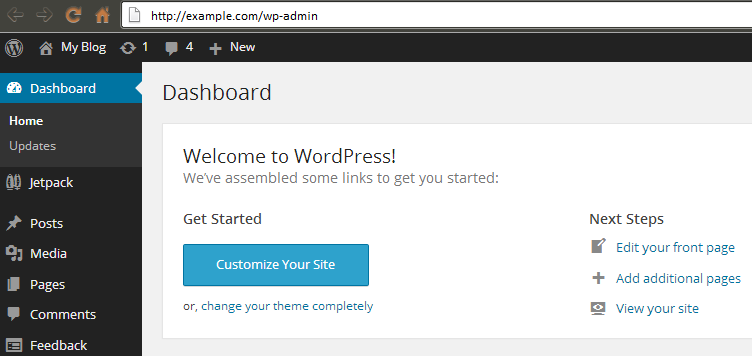 http://example.com/wp-admin
My Blog 1 4 New
Dashboard
Home
Updates
Jetpack
Posts
Media
Pages
Comments
Feedback
Dashboard
Welcome to WordPress!
We've assembled some links to get you started:
Get Started
Customize Your Site
or, change your theme completely
Next Steps
Edit your front page
Add additional pages
View your site